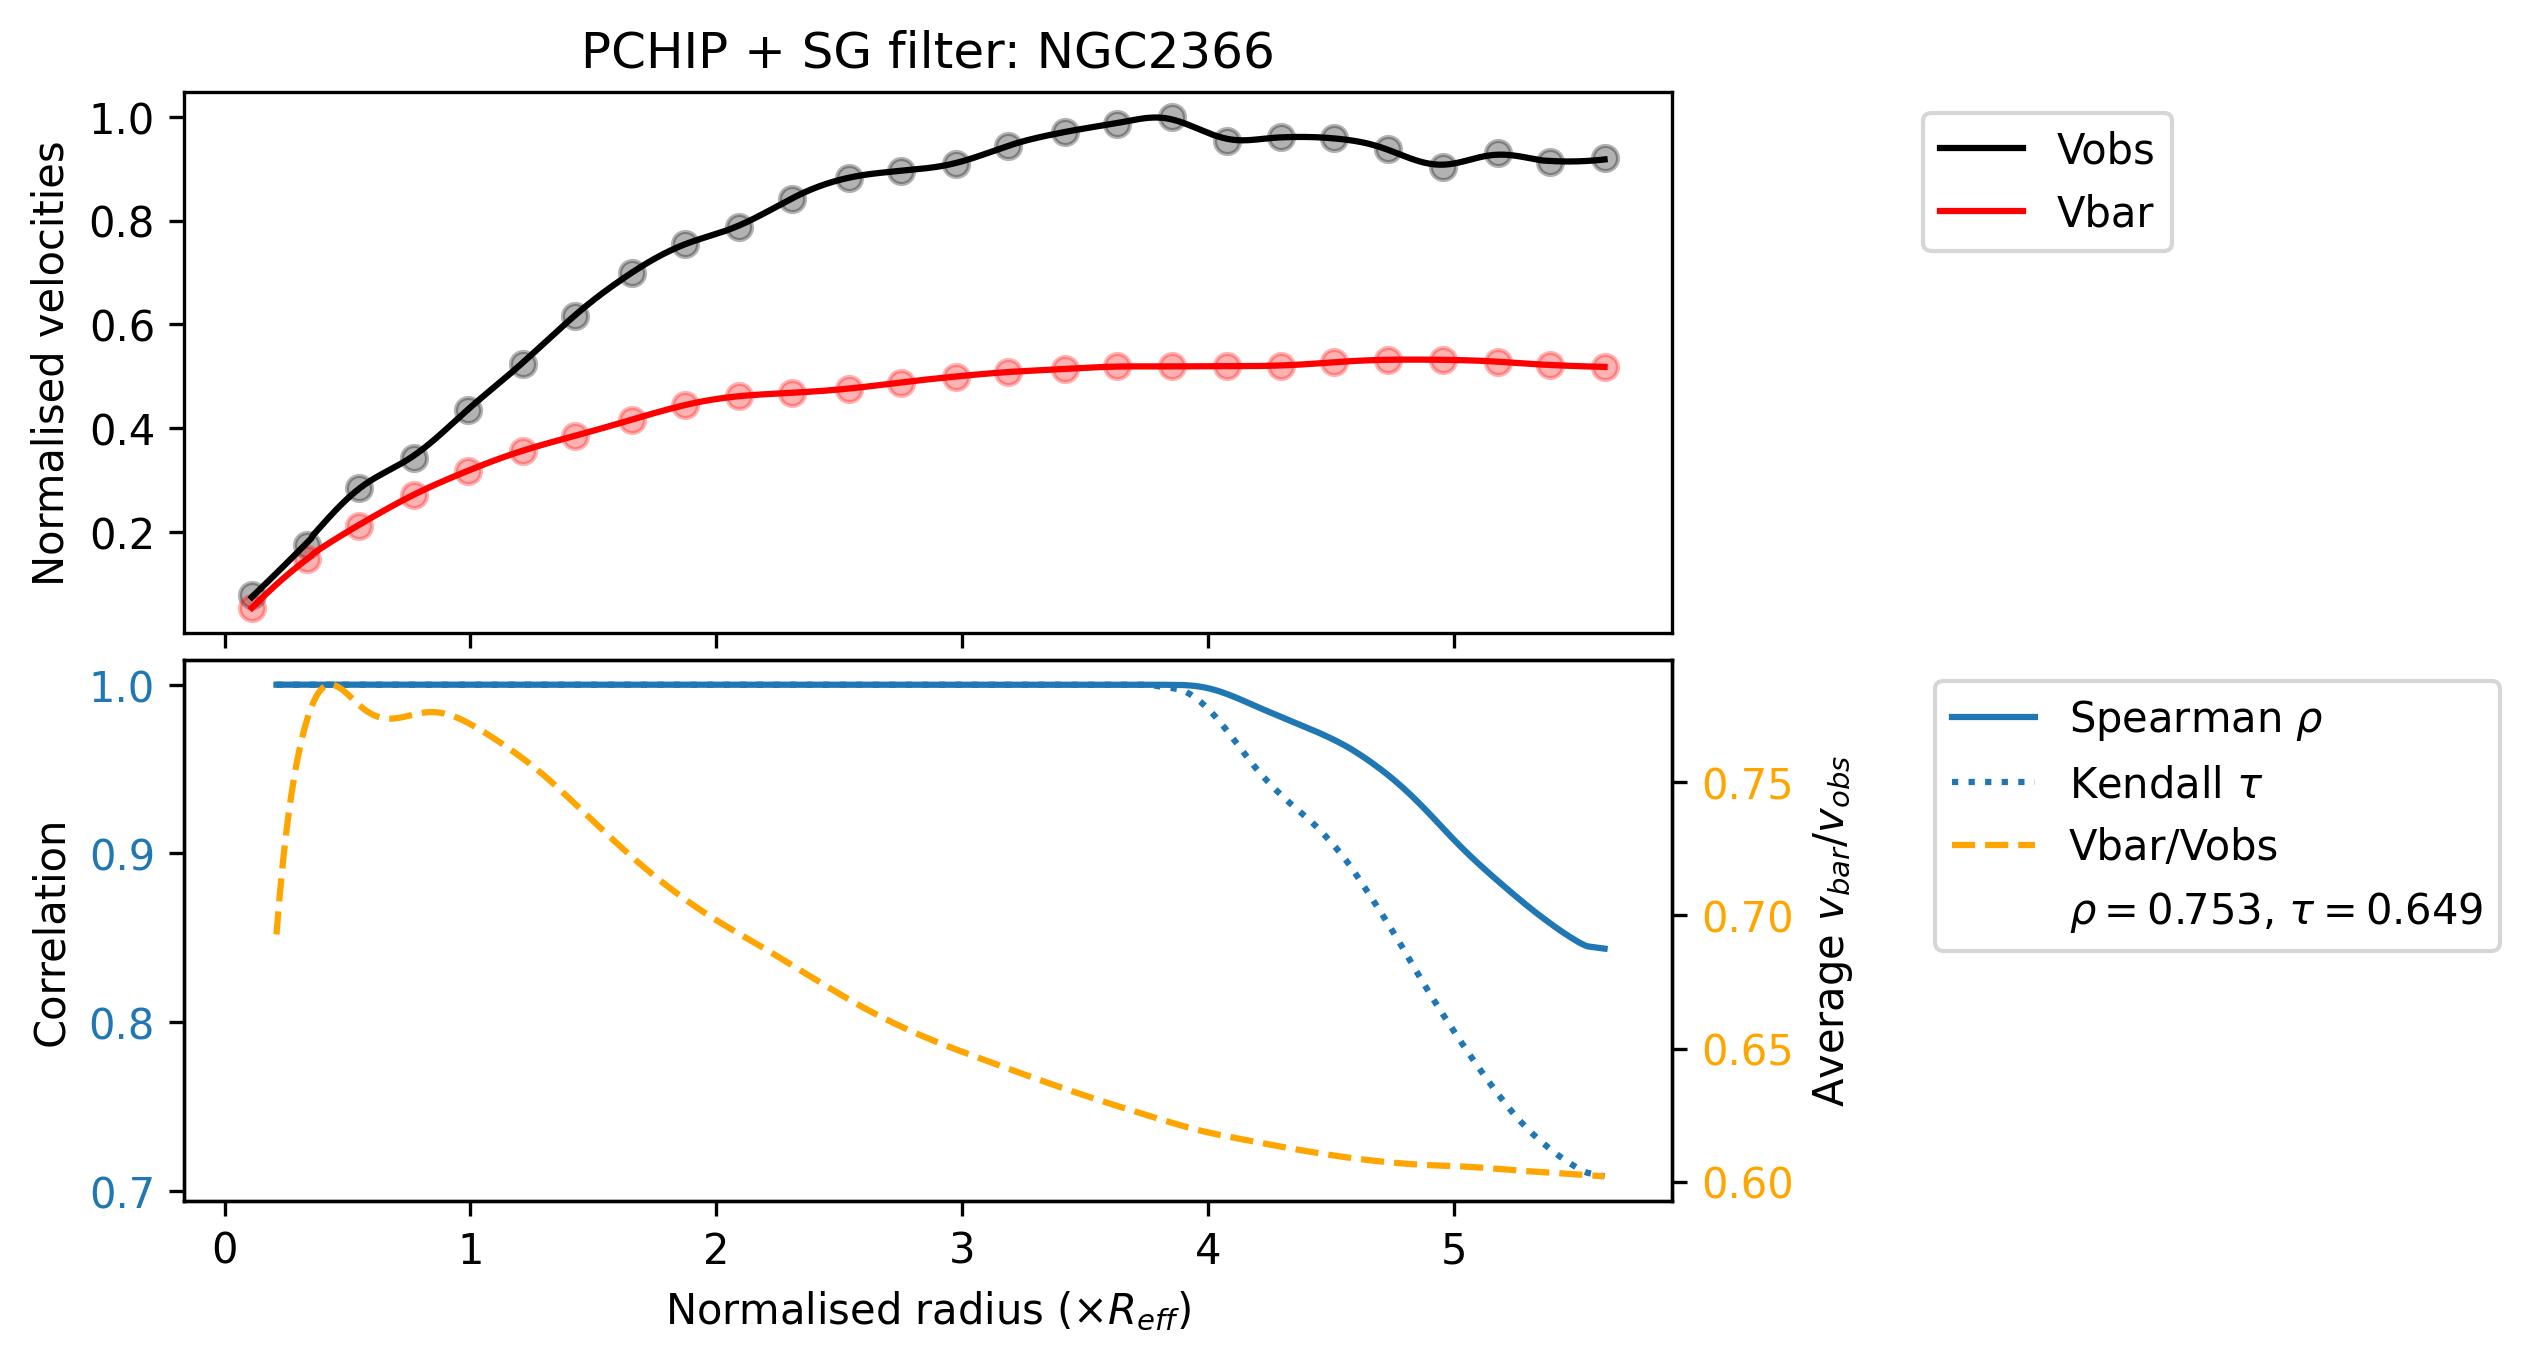 PCHIP + SG filter: NGC2366
Normalised velocities
1.0
0.8
0.6
0.4
0.2
Vobs
Vbar
Correlation
1.0
0.9
0.8
0.7
0.75
0.70
0.65
0.60
Average v_bar/v_obs
Spearman ρ
Kendall τ
Vbar/Vobs
ρ = 0.753, τ = 0.649
0 1 2 3 4 5
Normalised radius (×R_eff)